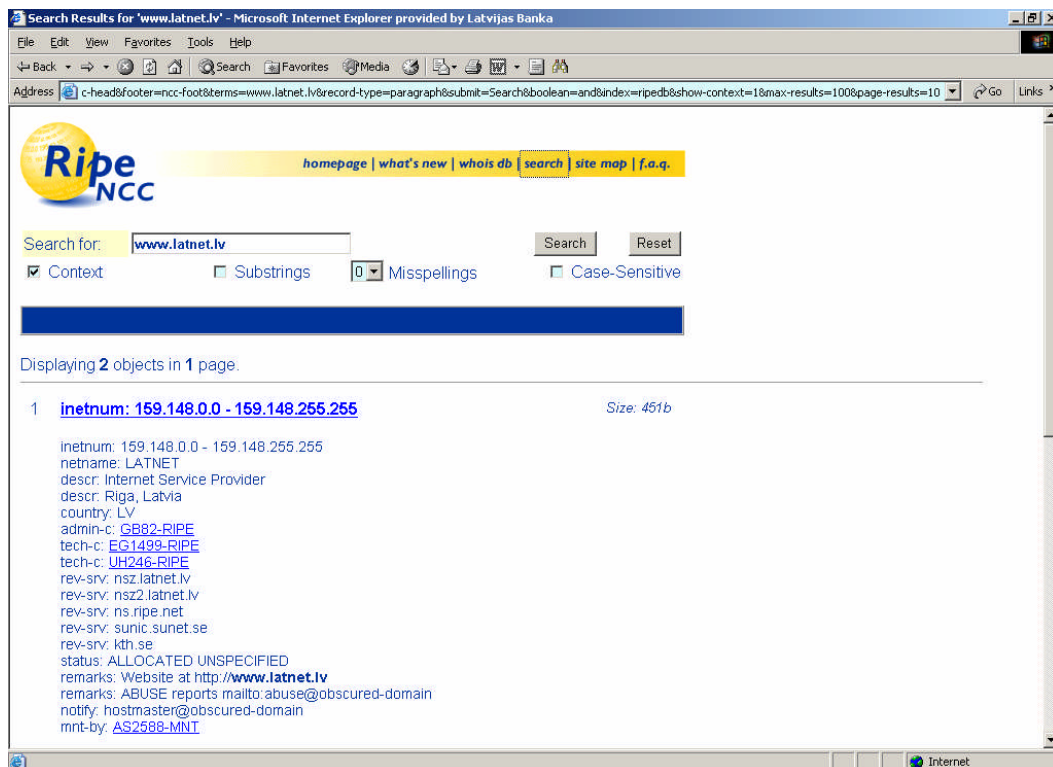 Search Results for 'www.latnet.lv' - Microsoft Internet Explorer provided by Latvijas Banka
File Edit View Favorites Tools Help
Back Search Favorites Media
Address c-head&footer=ncc-foot&terms=www.latnet.lv&record-type=paragraph&submit=Search&boolean=and&index=ripedb&show-context=1&max-results=100&page-results=10 Go Links
Ripe NCC
homepage | what's new | whois db | search | site map | f.a.q.
Search for: www.latnet.lv Search Reset
Context Substrings 0 Misspellings Case-Sensitive
Displaying 2 objects in 1 page.
1 inetnum: 159.148.0.0 - 159.148.255.255 Size: 451b
inetnum: 159.148.0.0 - 159.148.255.255
netname: LATNET
descr: Internet Service Provider
descr: Riga, Latvia
country: LV
admin-c: GB82-RIPE
tech-c: EG1499-RIPE
tech-c: UH246-RIPE
rev-srv: nsz.latnet.lv
rev-srv: nsz2.latnet.lv
rev-srv: ns.ripe.net
rev-srv: sunic.sunet.se
rev-srv: kth.se
status: ALLOCATED UNSPECIFIED
remarks: Website at http://www.latnet.lv
remarks: ABUSE reports mailto:abuse@obscured-domain
notify: hostmaster@obscured-domain
mnt-by: AS2588-MNT
Internet